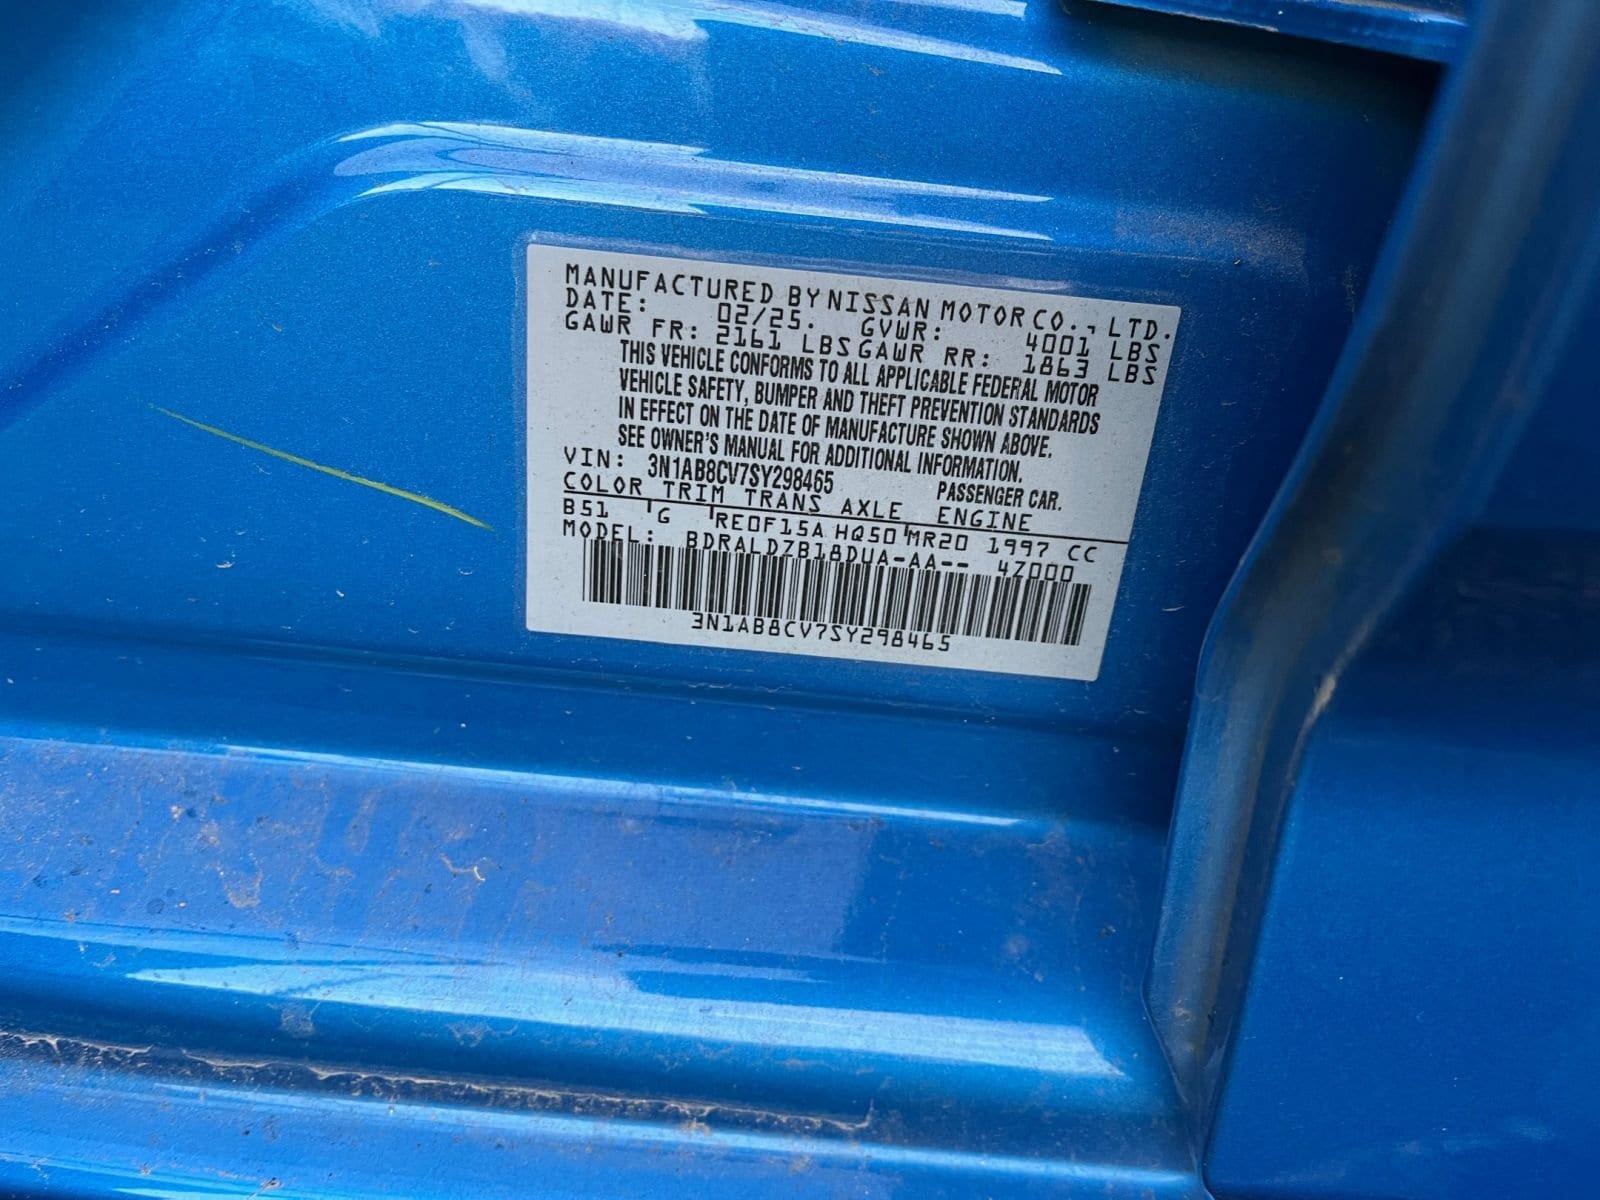 MANUFACTURED BY NISSAN MOTOR CO., LTD.
DATE: 02/25. GVWR: 4001 LBS
GAWR FR: 2161 LBS GAWR RR: 1863 LBS
THIS VEHICLE CONFORMS TO ALL APPLICABLE FEDERAL MOTOR
VEHICLE SAFETY, BUMPER AND THEFT PREVENTION STANDARDS
IN EFFECT ON THE DATE OF MANUFACTURE SHOWN ABOVE.
SEE OWNER'S MANUAL FOR ADDITIONAL INFORMATION.
VIN: 3N1AB8CV7SY298465 PASSENGER CAR.
COLOR TRIM TRANS AXLE ENGINE
B51 G RE0F15A HQ50 MR20 1997 CC
MODEL: BDRALDZB18DUA-AA-- 4Z000
3N1AB8CV7SY298465